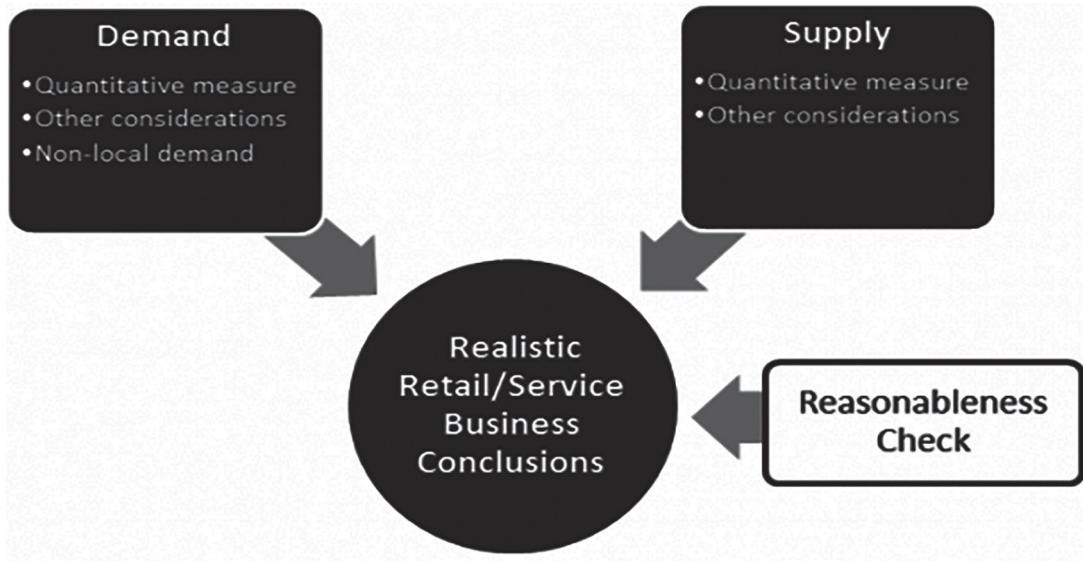 Demand
•Quantitative measure
•Other considerations
•Non-local demand
Supply
•Quantitative measure
•Other considerations
Realistic
Retail/Service
Business
Conclusions
Reasonableness
Check